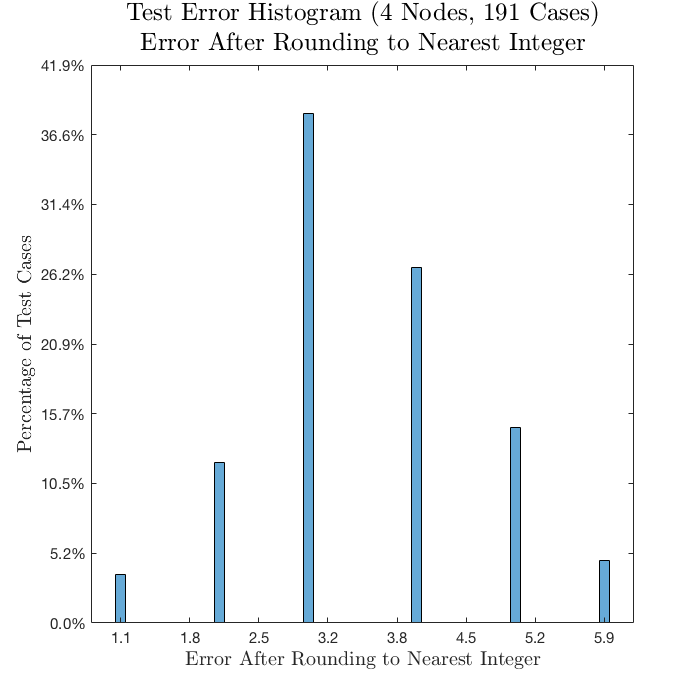 Test Error Histogram (4 Nodes, 191 Cases)
Error After Rounding to Nearest Integer
41.9%
36.6%
31.4%
26.2%
20.9%
15.7%
10.5%
5.2%
0.0%
Percentage of Test Cases
1.1 1.8 2.5 3.2 3.8 4.5 5.2 5.9
Error After Rounding to Nearest Integer